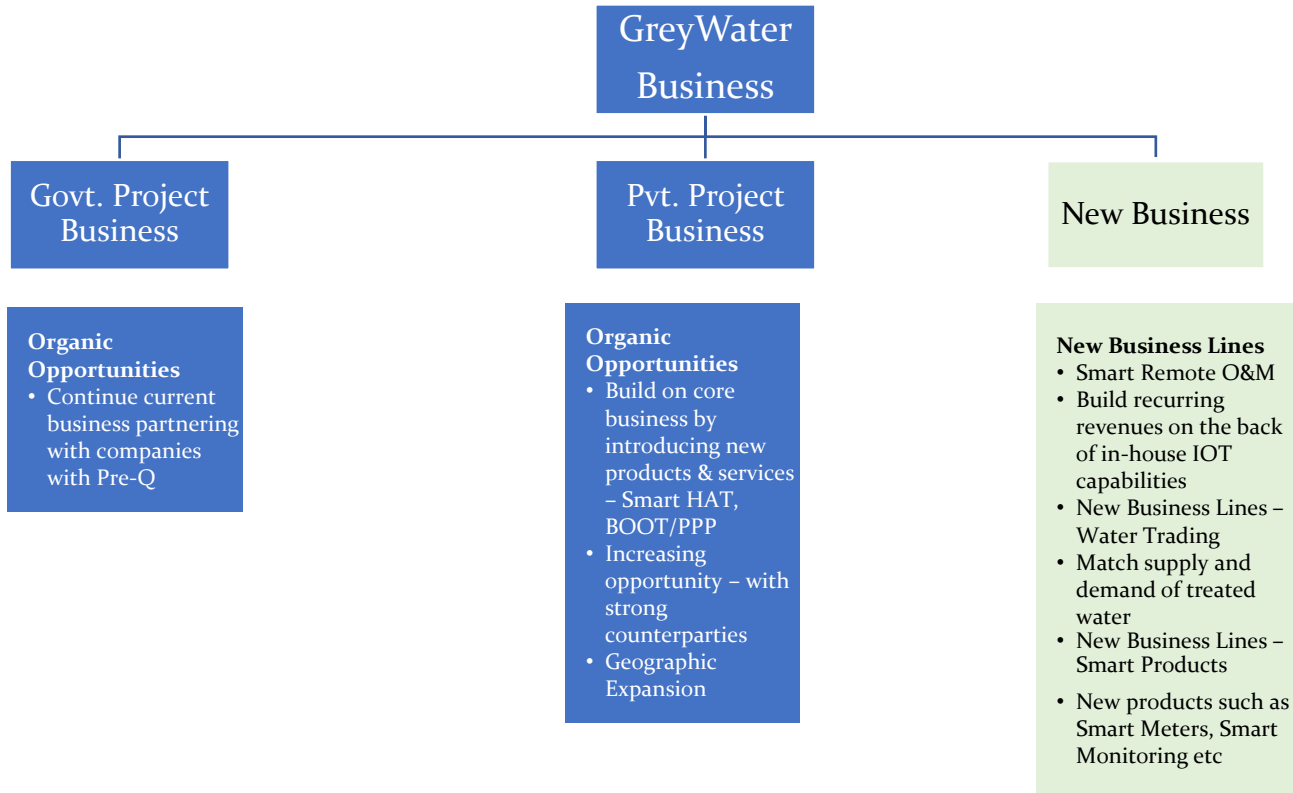 GreyWater
Business
Govt. Project
Business
Pvt. Project
Business
New Business
Organic
Opportunities
• Continue current
business partnering
with companies
with Pre-Q
Organic
Opportunities
• Build on core
business by
introducing new
products & services
– Smart HAT,
BOOT/PPP
• Increasing
opportunity – with
strong
counterparties
• Geographic
Expansion
New Business Lines
• Smart Remote O&M
• Build recurring
revenues on the back
of in-house IOT
capabilities
• New Business Lines –
Water Trading
• Match supply and
demand of treated
water
• New Business Lines –
Smart Products
• New products such as
Smart Meters, Smart
Monitoring etc